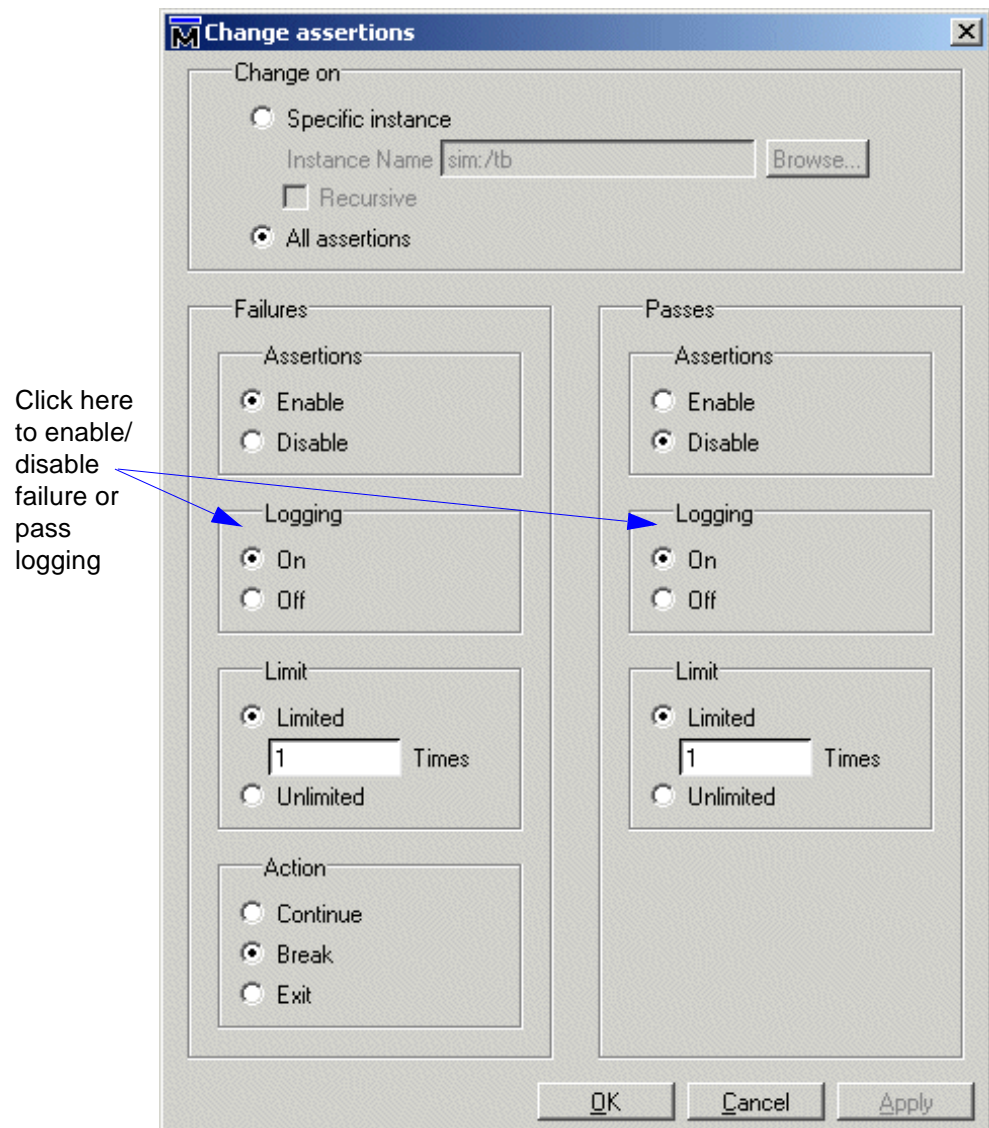 Change assertions
Change on
Specific instance
Instance Name sim:/tb Browse...
Recursive
All assertions
Failures
Assertions
Enable
Disable
Logging
On
Off
Limit
Limited
1 Times
Unlimited
Action
Continue
Break
Exit
Passes
Assertions
Enable
Disable
Logging
On
Off
Limit
Limited
1 Times
Unlimited
OK Cancel Apply
Click here
to enable/
disable
failure or
pass
logging